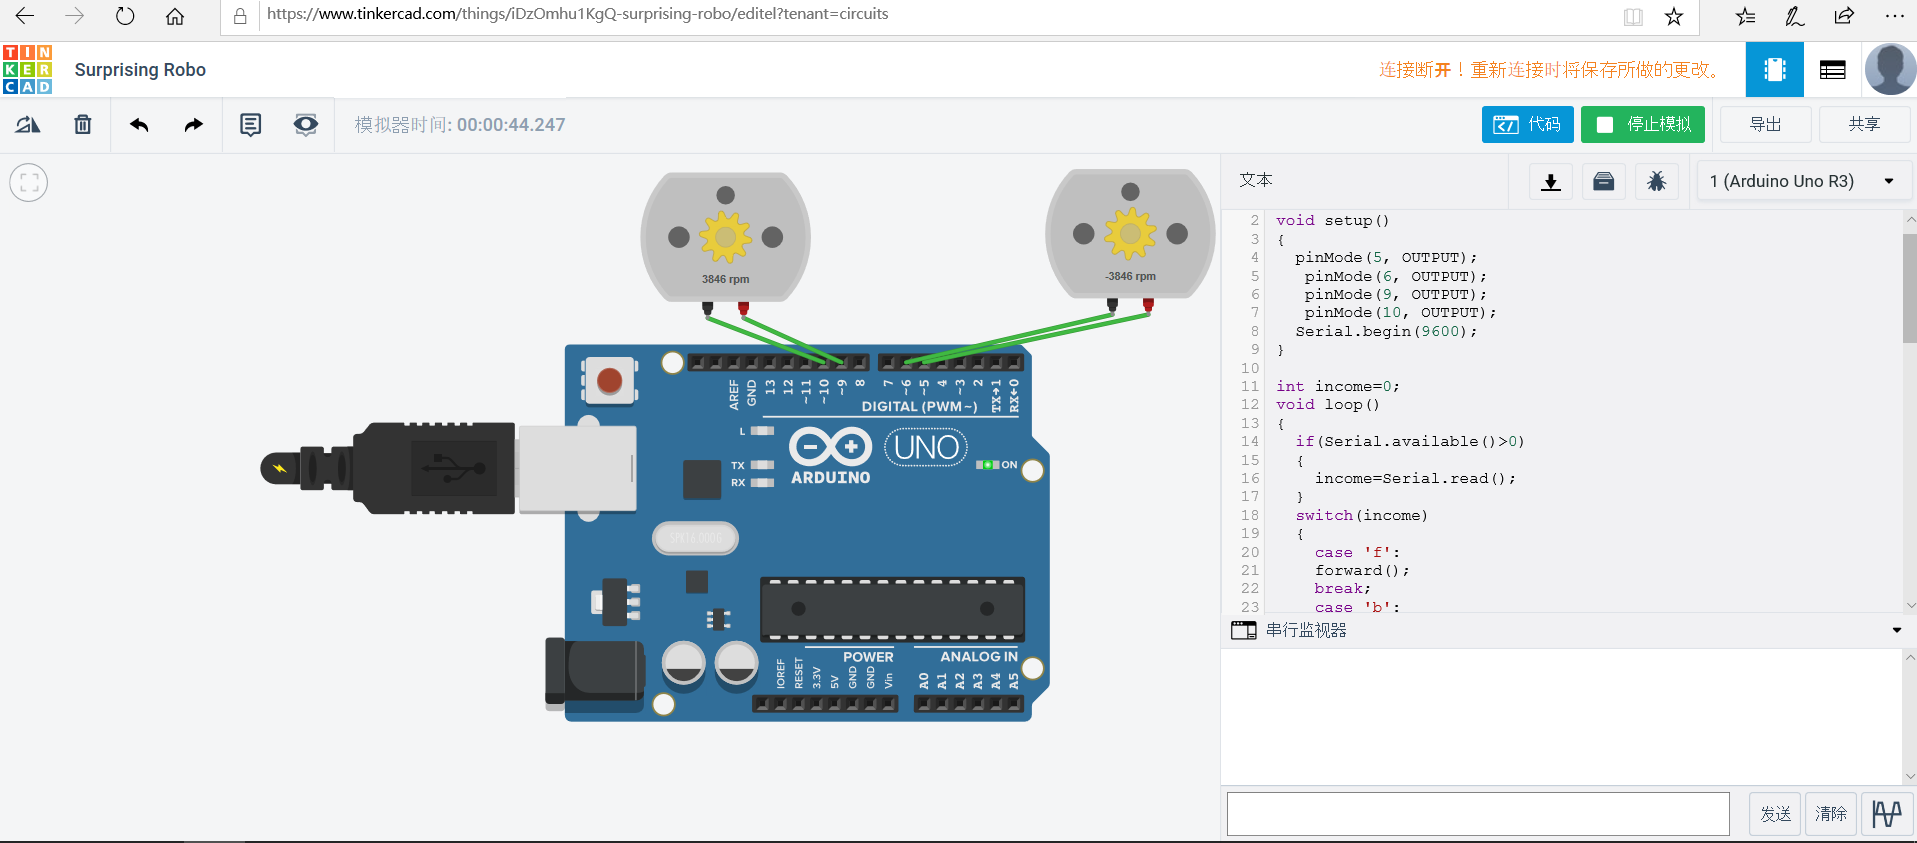 https://www.tinkercad.com/things/iDzOmhu1KgQ-surprising-robo/editel?tenant=circuits
TIN
KER
CAD
Surprising Robo
连接断开！重新连接时将保存所做的更改。
模拟器时间: 00:00:44.247
代码
停止模拟
导出
共享
文本
1 (Arduino Uno R3)
3846 rpm
-3846 rpm
AREF
GND
13
12
~11
~10
~9
8
7
~6
~5
4
~3
2
TX→1
RX←0
DIGITAL (PWM~)
L
TX
RX
ARDUINO
UNO
ON
SPK16.000G
POWER
ANALOG IN
IOREF
RESET
3.3V
5V
GND
GND
Vin
A0
A1
A2
A3
A4
A5
2 void setup()
3 {
4 pinMode(5, OUTPUT);
5 pinMode(6, OUTPUT);
6 pinMode(9, OUTPUT);
7 pinMode(10, OUTPUT);
8 Serial.begin(9600);
9 }
10
11 int income=0;
12 void loop()
13 {
14 if(Serial.available()>0)
15 {
16 income=Serial.read();
17 }
18 switch(income)
19 {
20 case 'f':
21 forward();
22 break;
23 case 'b':
串行监视器
发送
清除